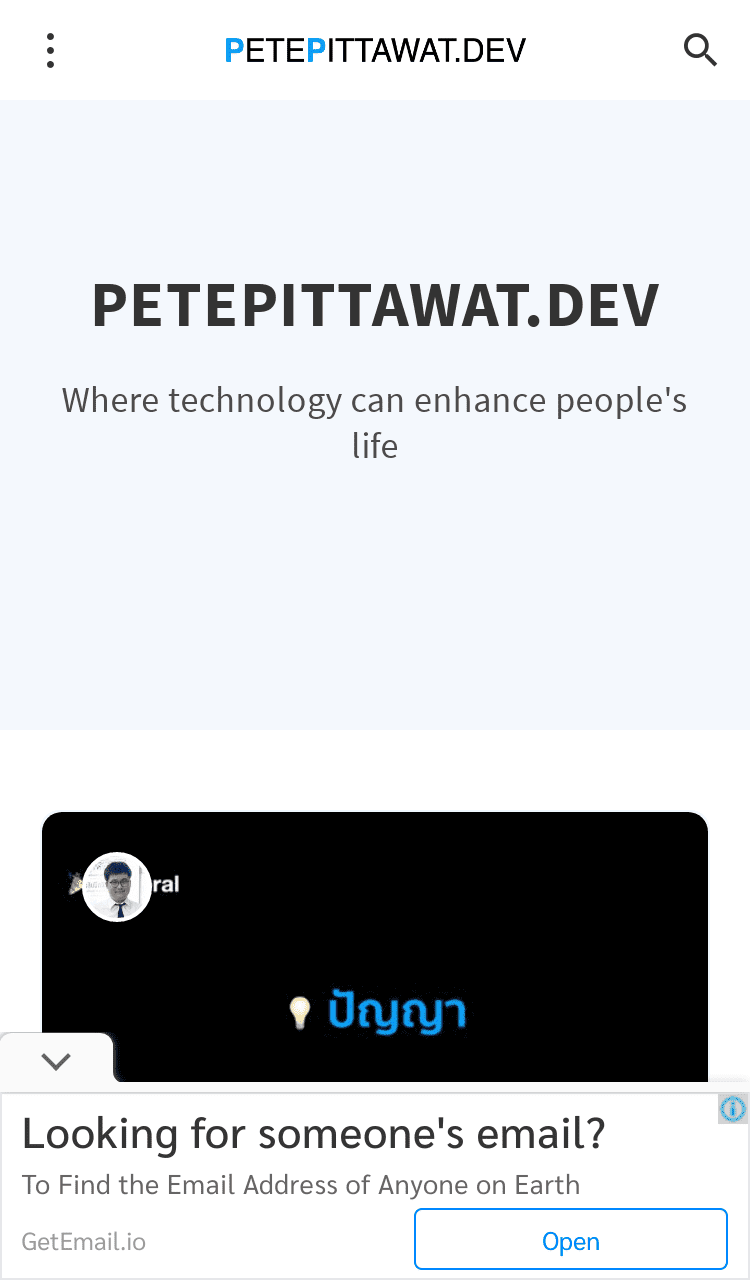 PETEPITTAWAT.DEV
PETEPITTAWAT.DEV
Where technology can enhance people's
life
ปัญญา
Looking for someone's email?
To Find the Email Address of Anyone on Earth
GetEmail.io
Open